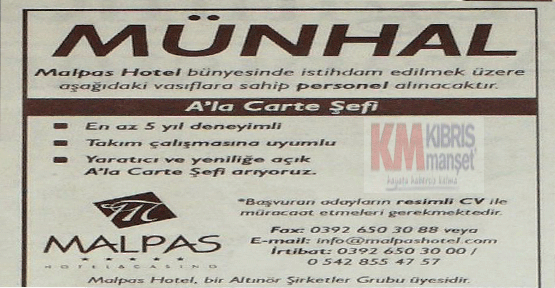 MÜNHAL
Malpas Hotel bünyesinde istihdam edilmek üzere
aşağıdaki vasıflara sahip personel alınacaktır.
A'la Carte Şefi
En az 5 yıl deneyimli
Takım çalışmasına uyumlu
Yaratıcı ve yeniliğe açık
A'la Carte Şefi arıyoruz.
KM KIBRIS
manşet
hayata habersiz kalma
*Başvuran adayların resimli CV ile
müracaat etmeleri gerekmektedir.
Fax: 0392 650 30 88 veya
E-mail: info@malpashotel.com
İrtibat: 0392 650 30 00 /
0 542 855 47 57
MALPAS
HOTEL & CASINO
Malpas Hotel, bir Altınör Şirketler Grubu üyesidir.